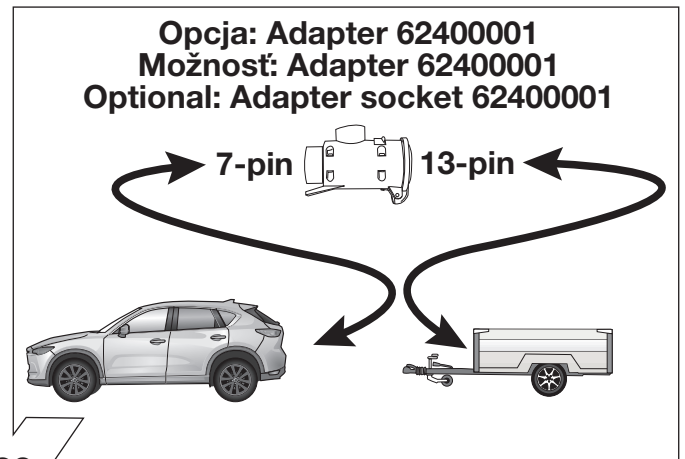 Opcja: Adapter 62400001
Možnosť: Adapter 62400001
Optional: Adapter socket 62400001
7-pin 13-pin